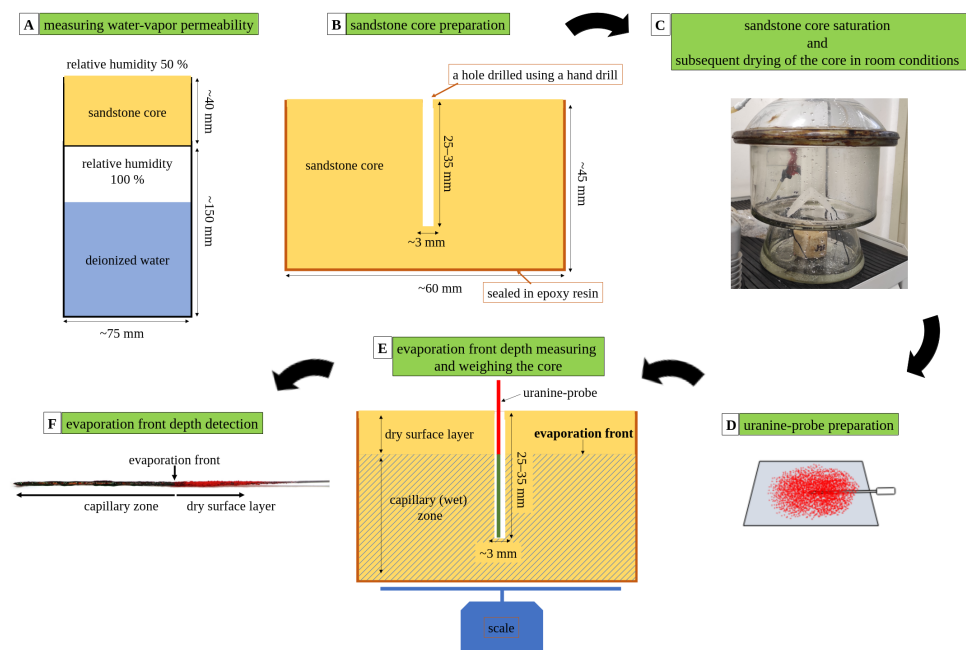 A measuring water-vapor permeability
relative humidity 50 %
sandstone core
~40 mm
relative humidity
100 %
~150 mm
deionized water
~75 mm
B sandstone core preparation
a hole drilled using a hand drill
sandstone core
25–35 mm
~45 mm
~3 mm
~60 mm
sealed in epoxy resin
C sandstone core saturation
and
subsequent drying of the core in room conditions
D uranine-probe preparation
E evaporation front depth measuring
and weighing the core
uranine-probe
dry surface layer
evaporation front
25–35 mm
capillary (wet)
zone
~3 mm
scale
F evaporation front depth detection
evaporation front
capillary zone
dry surface layer